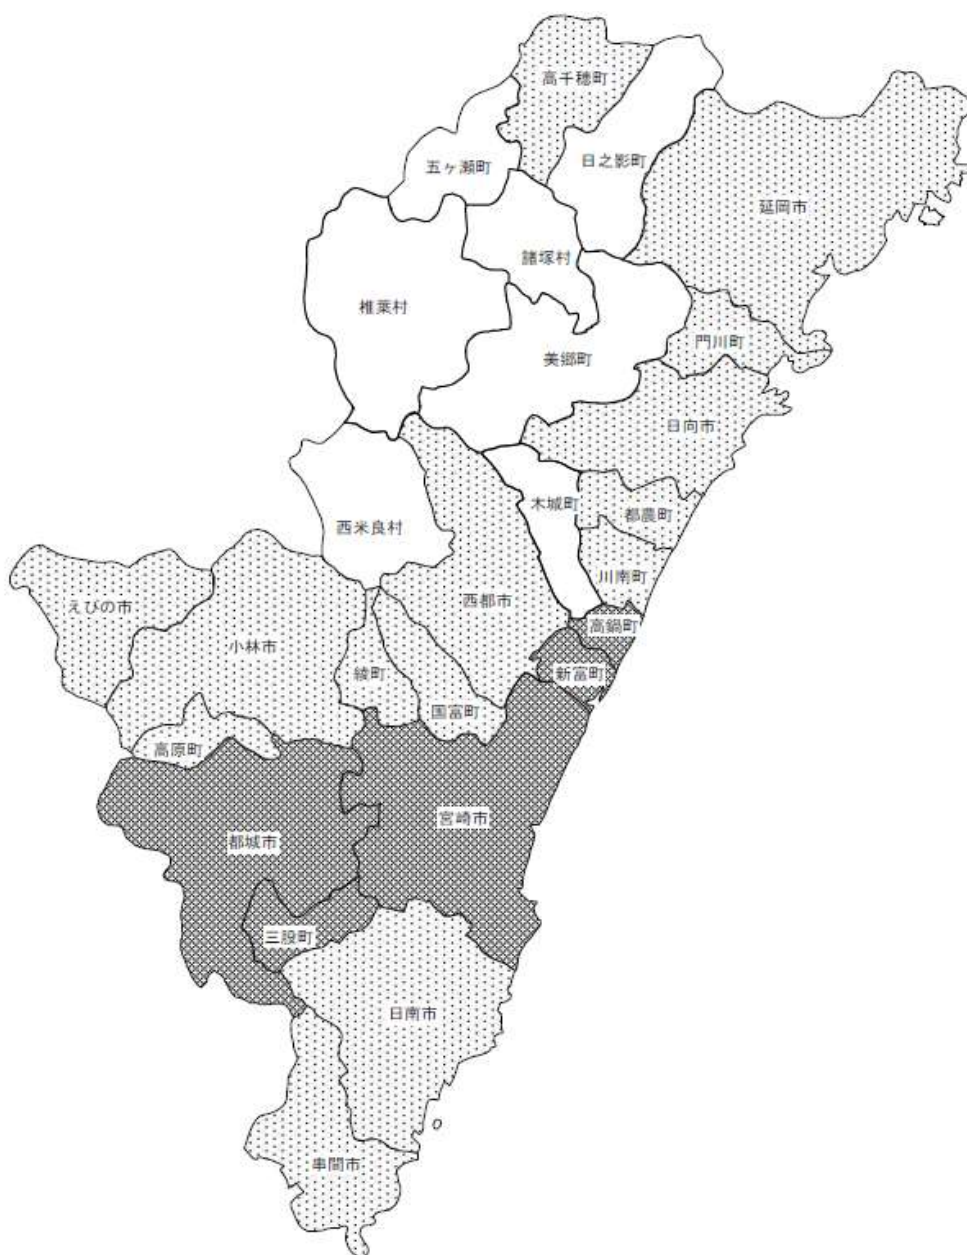 高千穂町
日之影町
五ヶ瀬町
延岡市
諸塚村
椎葉村
門川町
美郷町
日向市
木城町
都農町
西米良村
川南町
西都市
えびの市
高鍋町
小林市
新富町
綾町
国富町
高原町
宮崎市
都城市
三股町
日南市
串間市